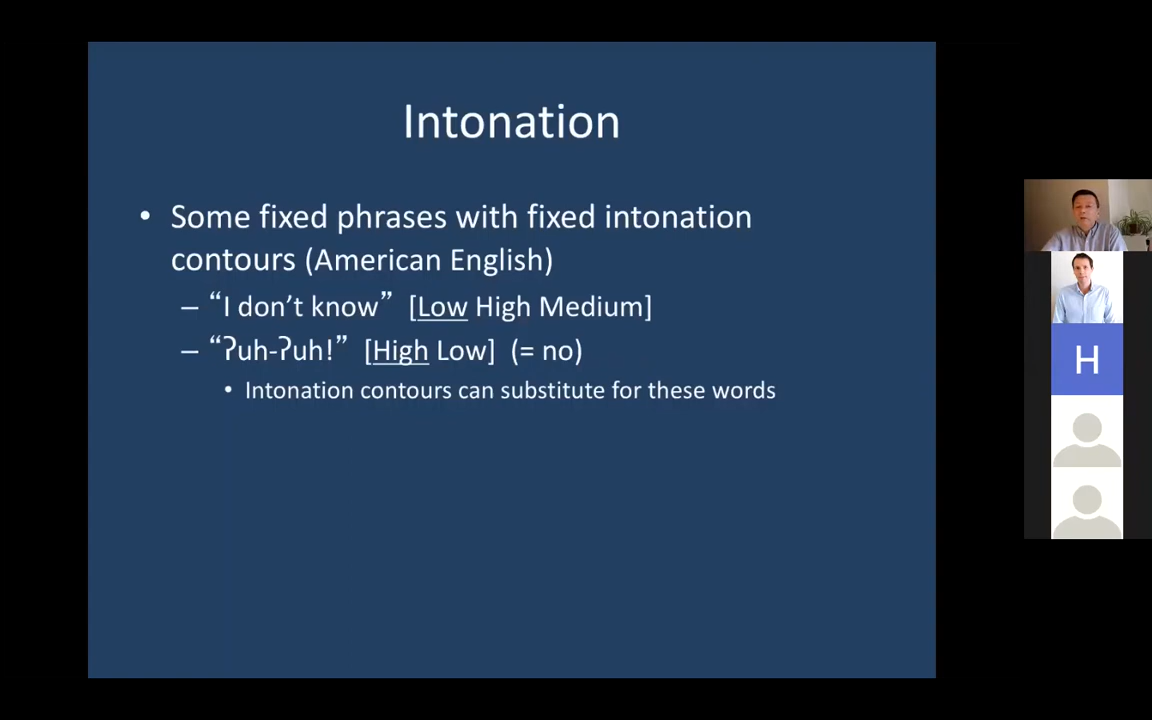 Intonation
• Some fixed phrases with fixed intonation
contours (American English)
– “I don’t know” [Low High Medium]
– “ʔuh-ʔuh!” [High Low] (= no)
• Intonation contours can substitute for these words
H